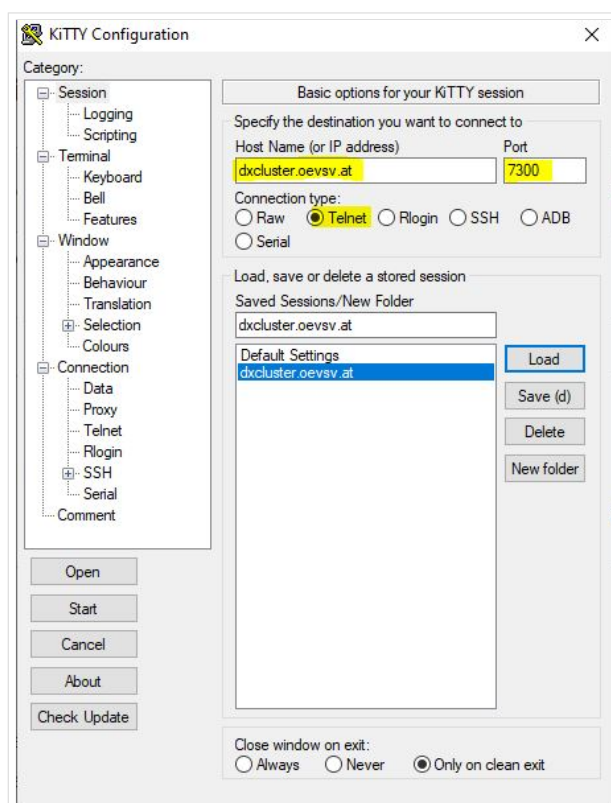 KiTTY Configuration
Category:
Session
Logging
Scripting
Terminal
Keyboard
Bell
Features
Window
Appearance
Behaviour
Translation
Selection
Colours
Connection
Data
Proxy
Telnet
Rlogin
SSH
Serial
Comment
Open
Start
Cancel
About
Check Update
Basic options for your KiTTY session
Specify the destination you want to connect to
Host Name (or IP address) Port
dxcluster.oevsv.at 7300
Connection type:
Raw Telnet Rlogin SSH ADB
Serial
Load, save or delete a stored session
Saved Sessions/New Folder
dxcluster.oevsv.at
Default Settings
dxcluster.oevsv.at
Load
Save (d)
Delete
New folder
Close window on exit:
Always Never Only on clean exit